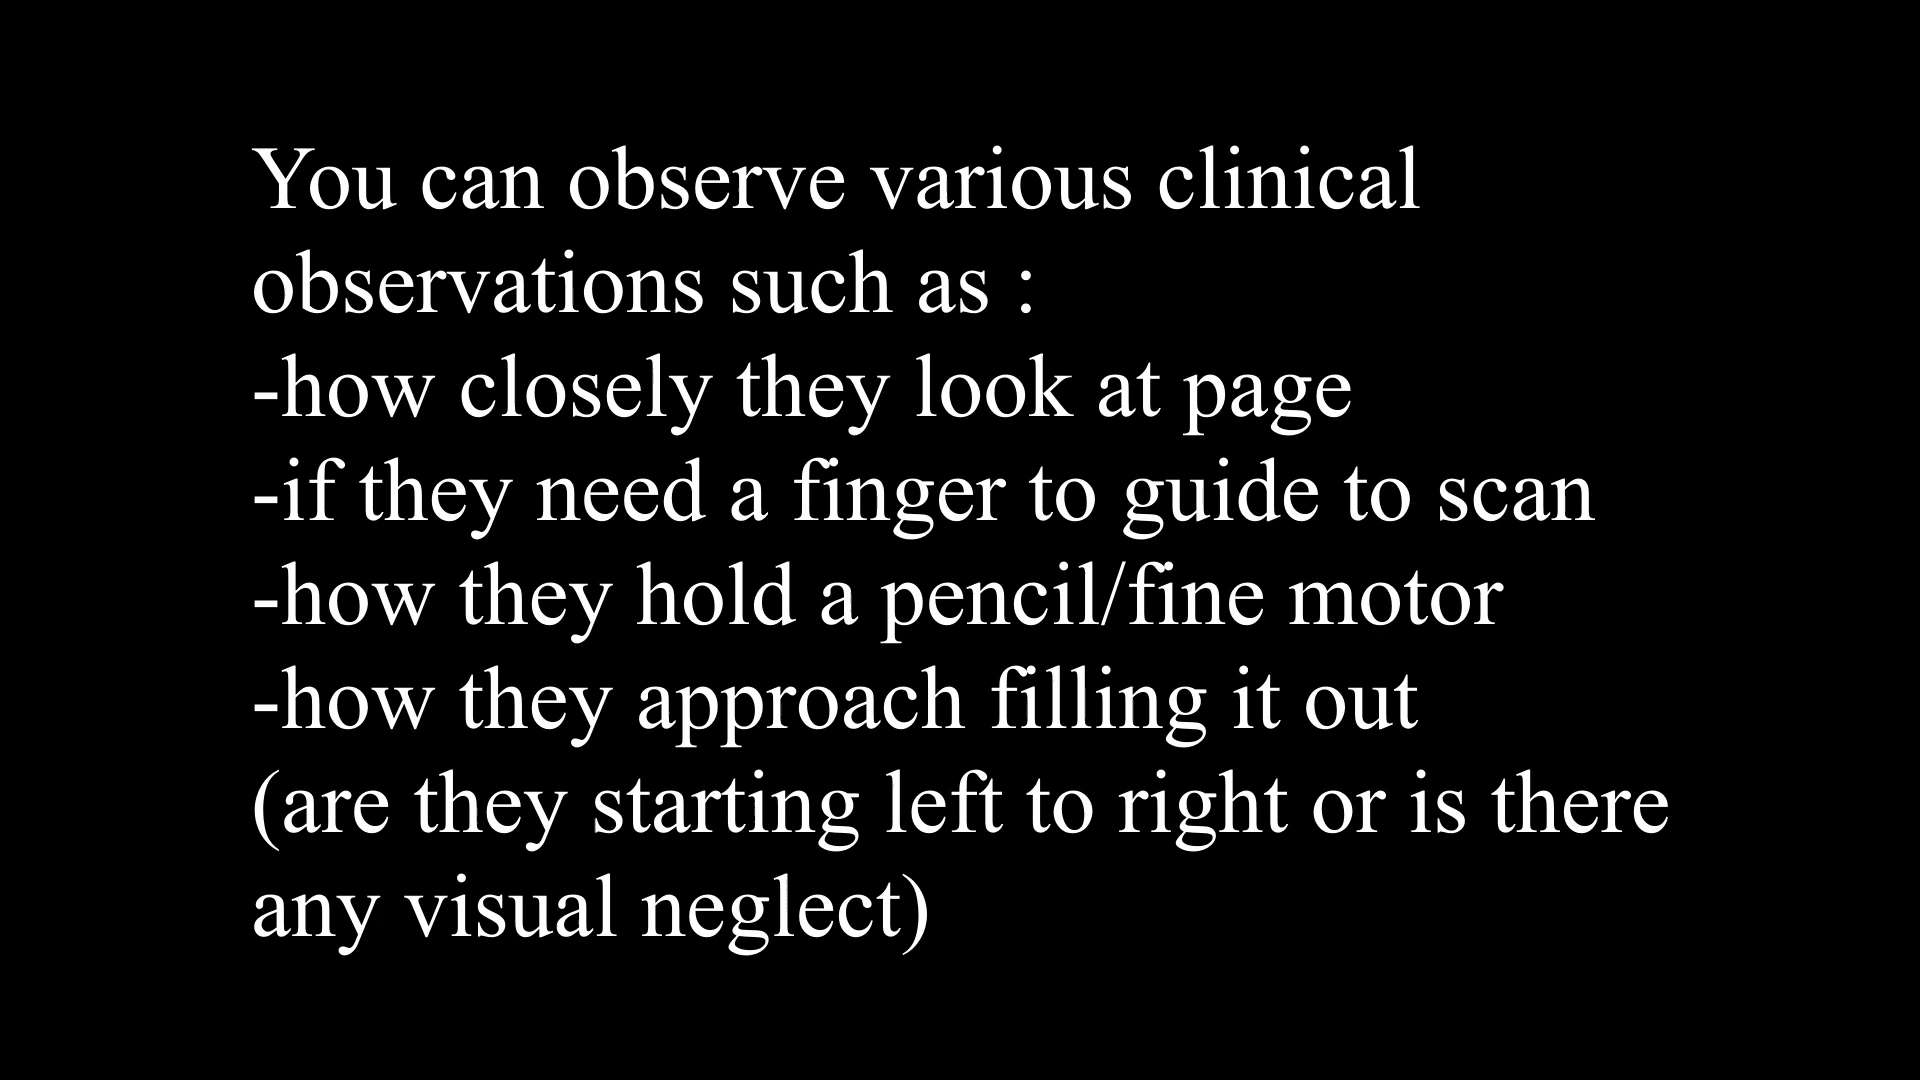 You can observe various clinical
observations such as :
-how closely they look at page
-if they need a finger to guide to scan
-how they hold a pencil/fine motor
-how they approach filling it out
(are they starting left to right or is there
any visual neglect)